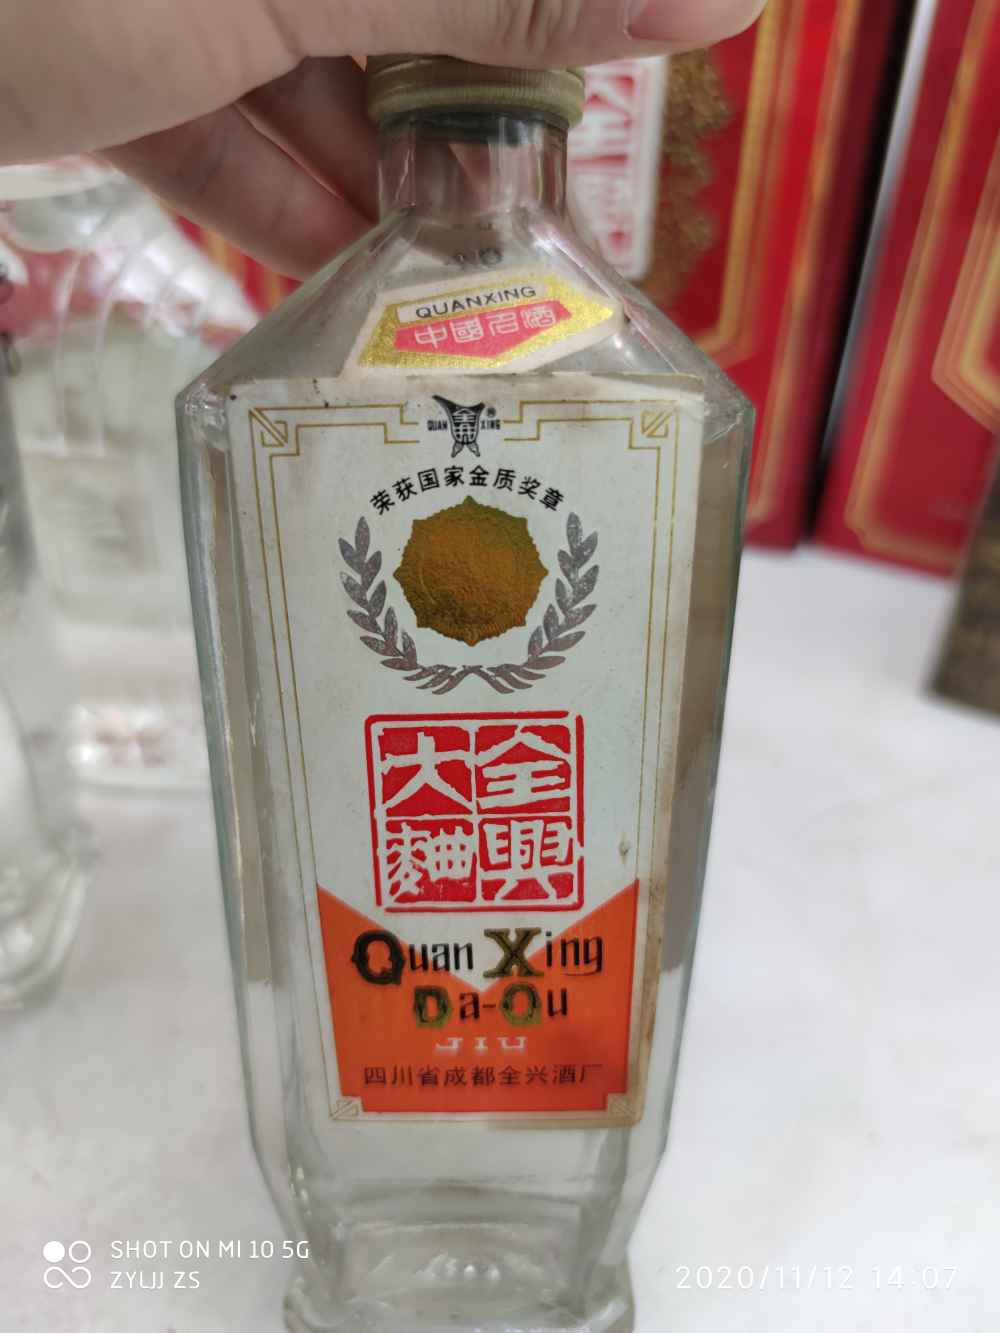 QUANXING
中國名酒
QUAN XING ®
荣获国家金质奖章
全興
大麯
Quan Xing
Da-Qu
JIU
四川省成都全兴酒厂
SHOT ON MI 10 5G
ZYLJJ ZS
2020/11/12 14:07